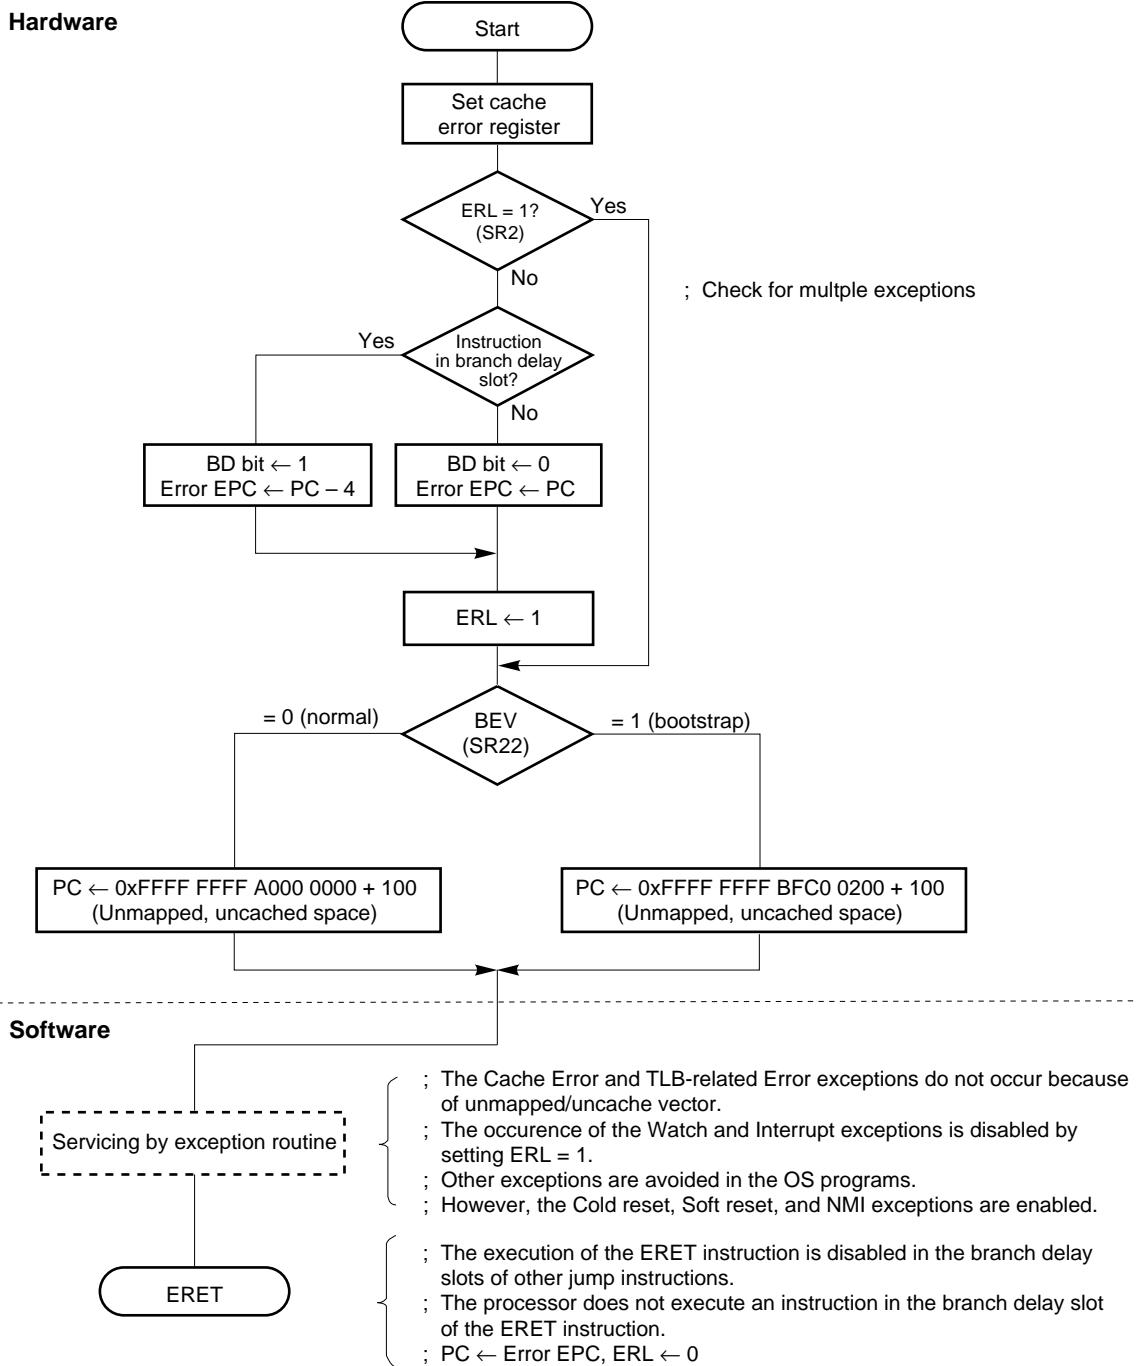 Hardware
Start
Set cache
error register
ERL = 1?
(SR2)
Yes
No
; Check for multple exceptions
Yes
Instruction
in branch delay
slot?
No
BD bit ← 1
Error EPC ← PC – 4
BD bit ← 0
Error EPC ← PC
ERL ← 1
= 0 (normal)
BEV
(SR22)
= 1 (bootstrap)
PC ← 0xFFFF FFFF A000 0000 + 100
(Unmapped, uncached space)
PC ← 0xFFFF FFFF BFC0 0200 + 100
(Unmapped, uncached space)
Software
Servicing by exception routine
; The Cache Error and TLB-related Error exceptions do not occur because
of unmapped/uncache vector.
; The occurence of the Watch and Interrupt exceptions is disabled by
setting ERL = 1.
; Other exceptions are avoided in the OS programs.
; However, the Cold reset, Soft reset, and NMI exceptions are enabled.
ERET
; The execution of the ERET instruction is disabled in the branch delay
slots of other jump instructions.
; The processor does not execute an instruction in the branch delay slot
of the ERET instruction.
; PC ← Error EPC, ERL ← 0